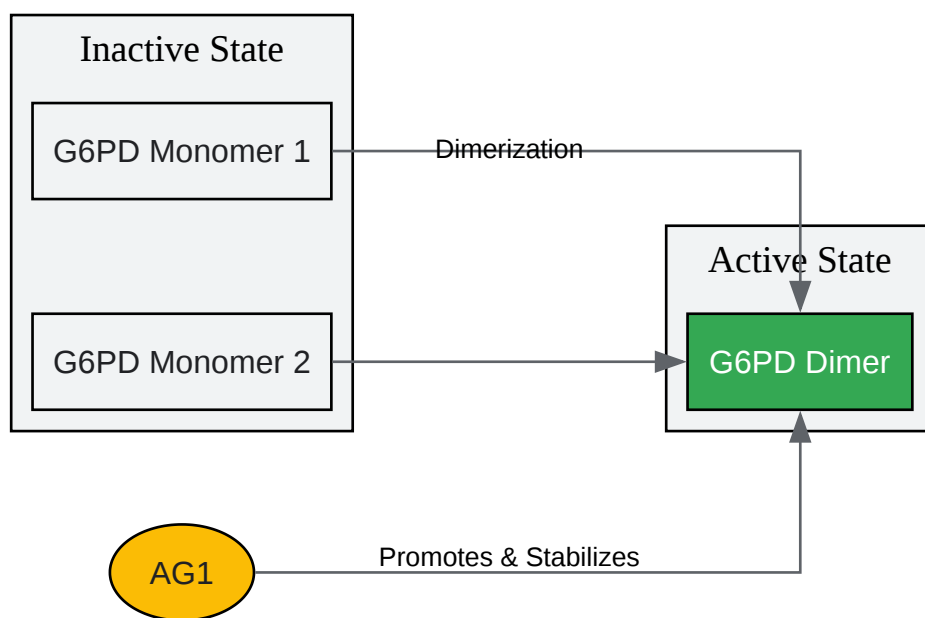 Inactive State
G6PD Monomer 1
Dimerization
Active State
G6PD Monomer 2
G6PD Dimer
AG1
Promotes & Stabilizes